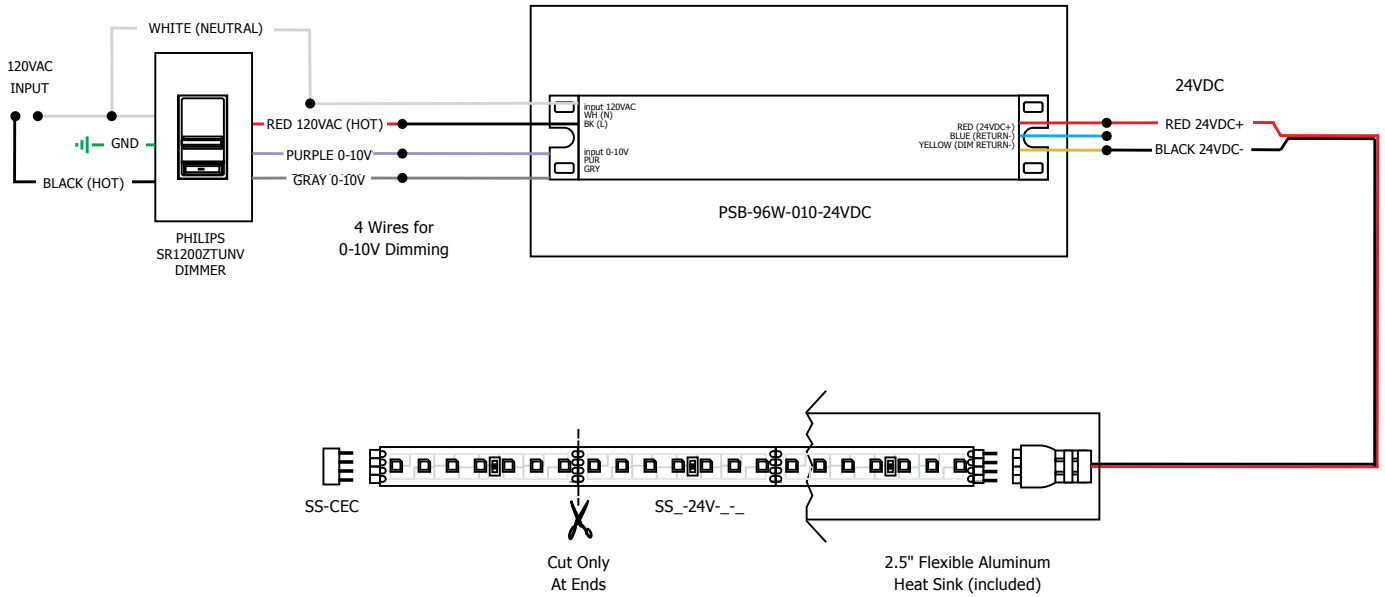 WHITE (NEUTRAL)
120VAC
INPUT
GND
BLACK (HOT)
PHILIPS
SR1200ZTUNV
DIMMER
RED 120VAC (HOT)
PURPLE 0-10V
GRAY 0-10V
4 Wires for
0-10V Dimming
input 120VAC
WH (N)
BK (L)
input 0-10V
PUR
GRY
RED (24VDC+)
BLUE (RETURN-)
YELLOW (DIM RETURN-)
PSB-96W-010-24VDC
24VDC
RED 24VDC+
BLACK 24VDC-
SS-CEC
SS_-24V-_-_
Cut Only
At Ends
2.5" Flexible Aluminum
Heat Sink (included)